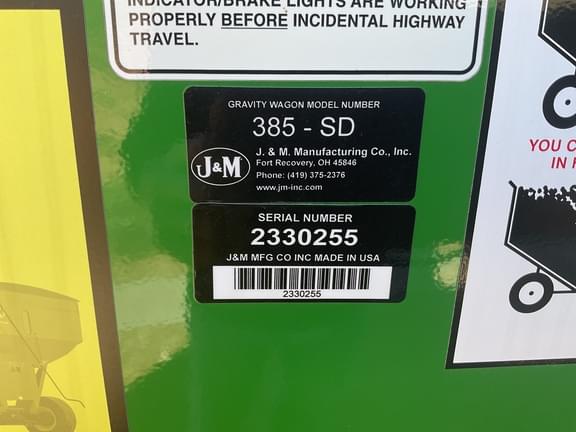 INDICATOR/BRAKE LIGHTS ARE WORKING
PROPERLY BEFORE INCIDENTAL HIGHWAY
TRAVEL.
GRAVITY WAGON MODEL NUMBER
385 - SD
J&M
J. & M. Manufacturing Co., Inc.
Fort Recovery, OH 45846
Phone: (419) 375-2376
www.jm-inc.com
SERIAL NUMBER
2330255
J&M MFG CO INC MADE IN USA
2330255
YOU C
IN